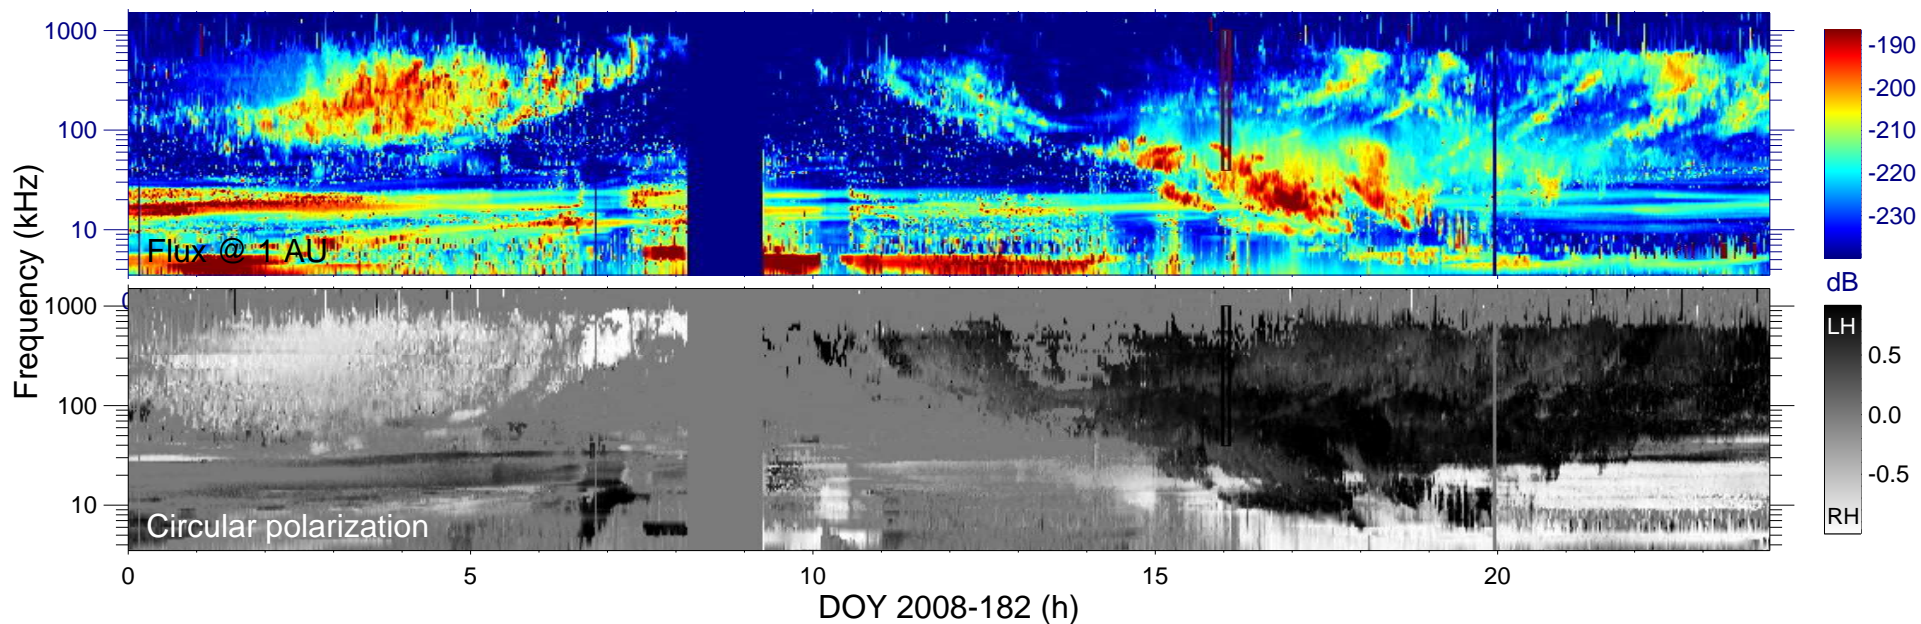 1000
100
10
Flux @ 1 AU
-190
-200
-210
-220
-230
dB
0
Frequency (kHz)
1000
100
10
Circular polarization
LH
0.5
0.0
-0.5
RH
0 5 10 15 20
DOY 2008-182 (h)